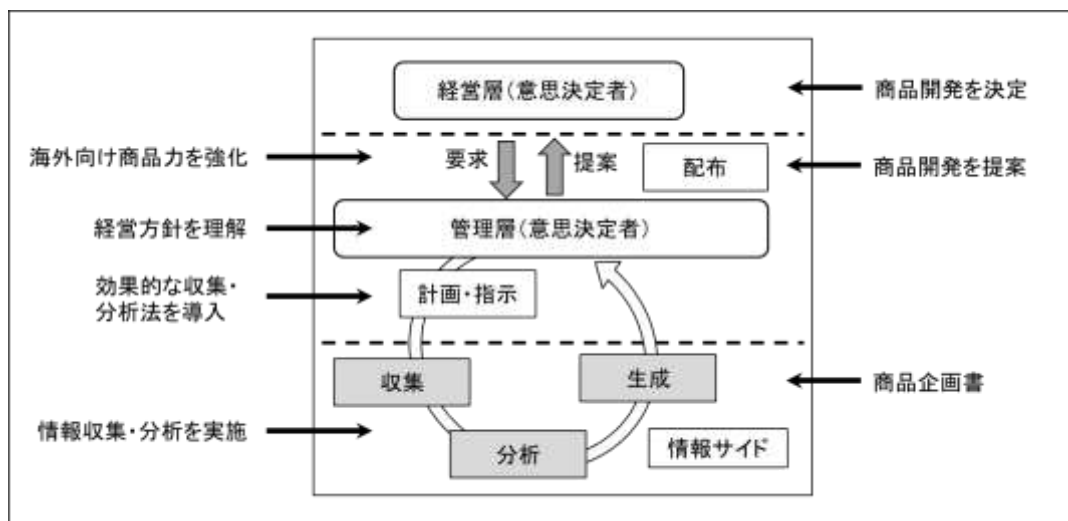 経営層(意思決定者)
商品開発を決定
海外向け商品力を強化
要求
提案
配布
商品開発を提案
経営方針を理解
管理層(意思決定者)
効果的な収集・
分析法を導入
計画・指示
収集
生成
商品企画書
情報収集・分析を実施
分析
情報サイド